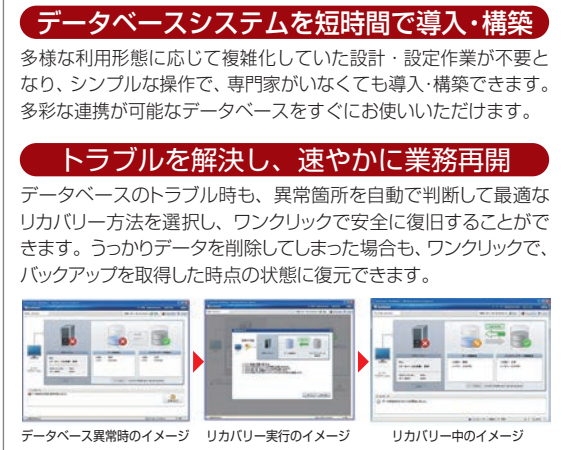 データベースシステムを短時間で導入・構築
多様な利用形態に応じて複雑化していた設計・設定作業が不要と
なり、シンプルな操作で、専門家がいなくても導入・構築できます。
多彩な連携が可能なデータベースをすぐにお使いいただけます。
トラブルを解決し、速やかに業務再開
データベースのトラブル時も、異常箇所を自動で判断して最適な
リカバリー方法を選択し、ワンクリックで安全に復旧することがで
きます。うっかりデータを削除してしまった場合も、ワンクリックで、
バックアップを取得した時点の状態に復元できます。
データベース異常時のイメージ
リカバリー実行のイメージ
リカバリー中のイメージ